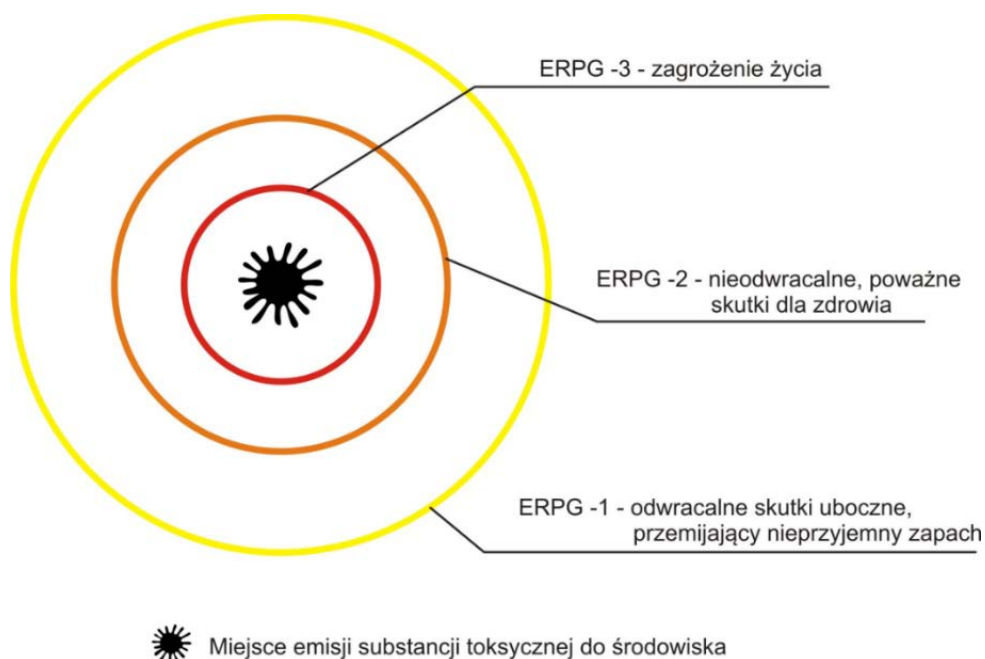 ERPG -3 - zagrożenie życia
ERPG -2 - nieodwracalne, poważne
skutki dla zdrowia
ERPG -1 - odwracalne skutki uboczne,
przemijający nieprzyjemny zapach
Miejsce emisji substancji toksycznej do środowiska